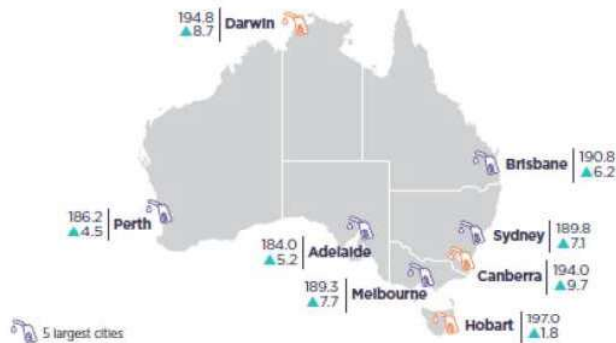 194.8
▲8.7
Darwin
Brisbane
190.8
▲6.2
186.2
▲4.5
Perth
184.0
▲5.2
Adelaide
Sydney
189.8
▲7.1
Canberra
194.0
▲9.7
189.3
▲7.7
Melbourne
Hobart
197.0
▲1.8
5 largest cities